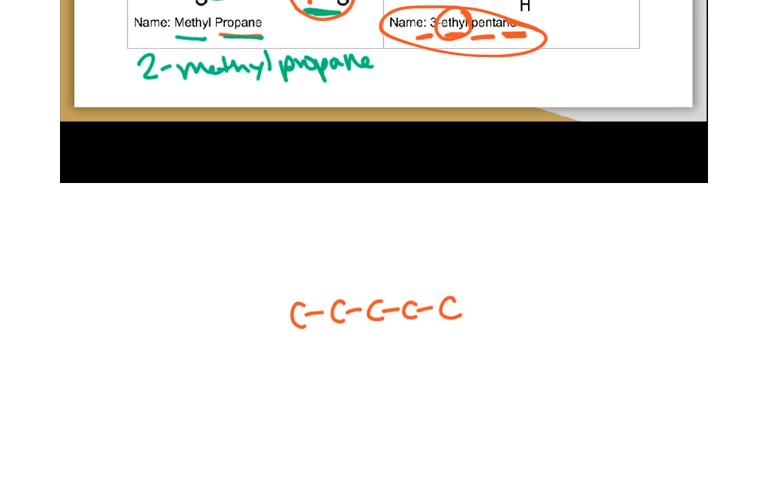 H
Name: Methyl Propane
Name: 3-ethyl pentane
2-methyl propane
C-C-C-C-C